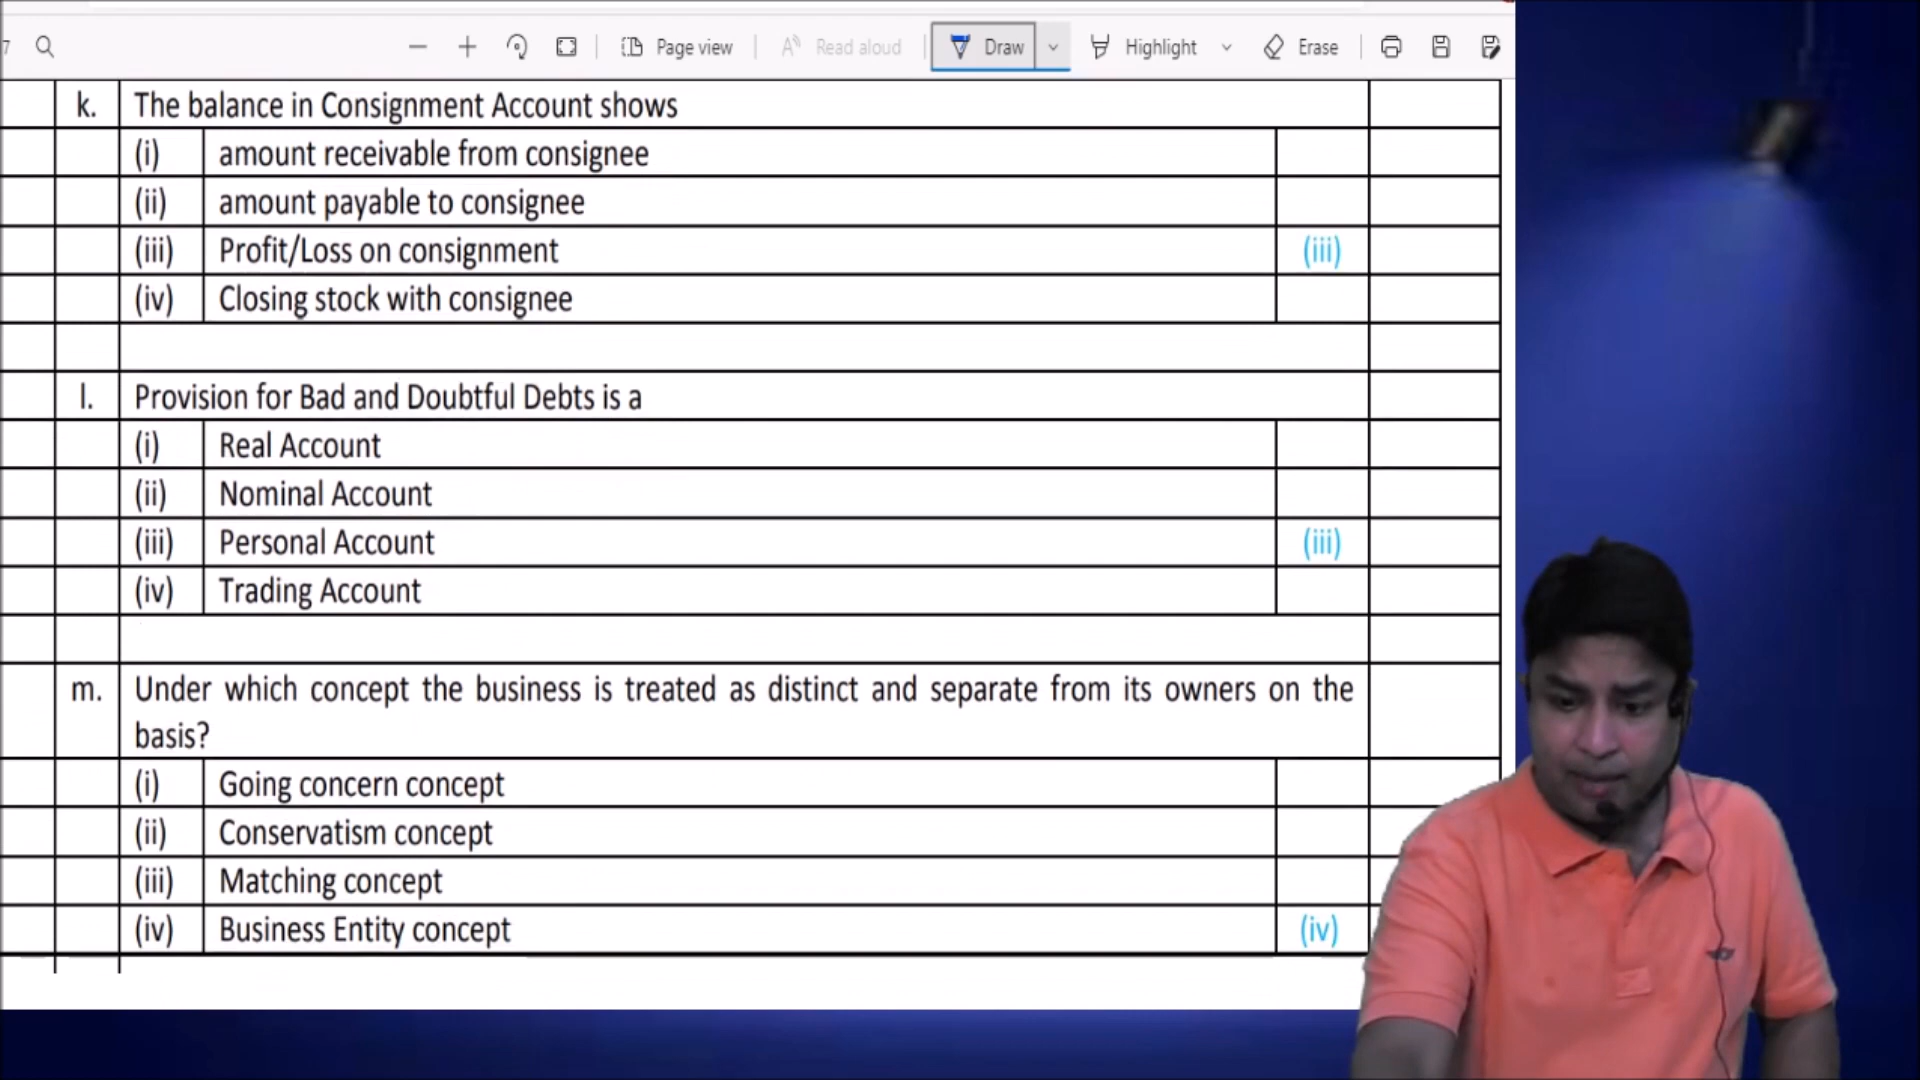 7 Page view Read aloud Draw Highlight Erase
k. The balance in Consignment Account shows
(i) amount receivable from consignee
(ii) amount payable to consignee
(iii) Profit/Loss on consignment (iii)
(iv) Closing stock with consignee
l. Provision for Bad and Doubtful Debts is a
(i) Real Account
(ii) Nominal Account
(iii) Personal Account (iii)
(iv) Trading Account
m. Under which concept the business is treated as distinct and separate from its owners on the
basis?
(i) Going concern concept
(ii) Conservatism concept
(iii) Matching concept
(iv) Business Entity concept (iv)